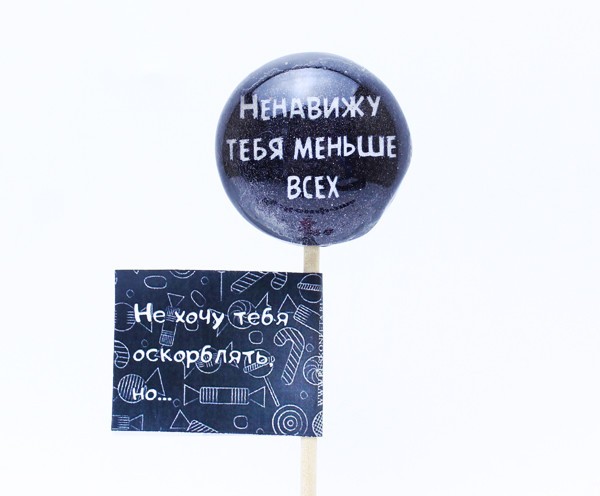 Ненавижу
тебя меньше
всех
Не хочу тебя
оскорблять,
но...